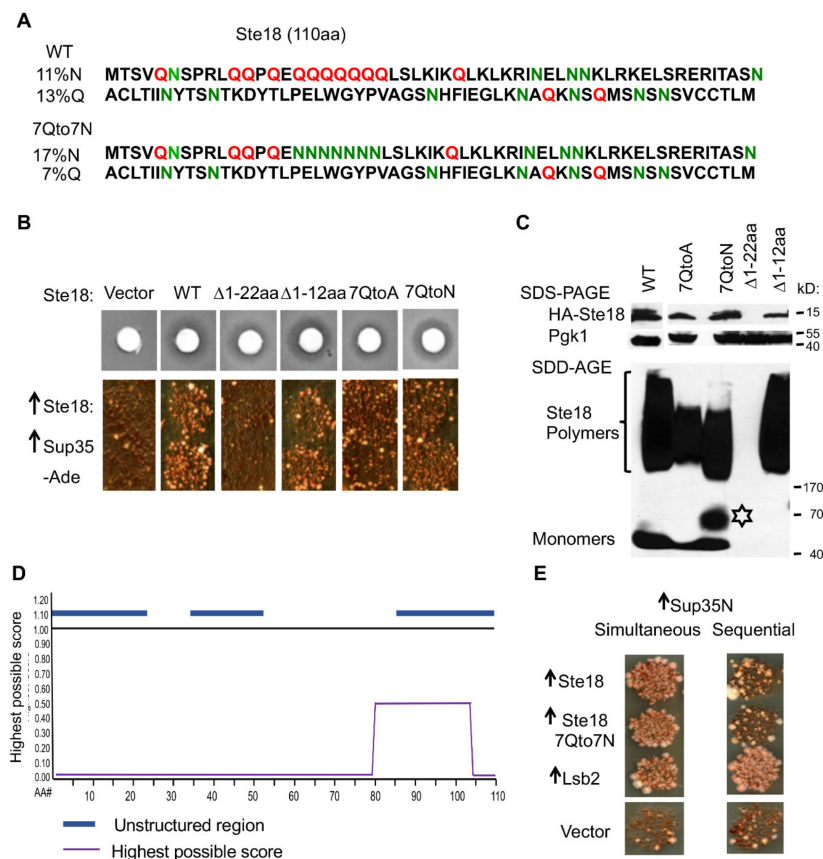 A
Ste18 (110aa)
WT
11%N MTSVQNSPRLQQPQEQQQQQQQLSLKIKQLKLKRINELNNKLRKELSRERITASN
13%Q ACLTIINYTSNTKDYTLPELWGYPVAGSNHFIEGLKNAQKNSQMSNSNSVCCTLM
7Qto7N
17%N MTSVQNSPRLQQPQENNNNNNNLSLKIKQLKLKRINELNNKLRKELSRERITASN
7%Q ACLTIINYTSNTKDYTLPELWGYPVAGSNHFIEGLKNAQKNSQMSNSNSVCCTLM
B
Ste18: Vector WT Δ1-22aa Δ1-12aa 7QtoA 7QtoN
↑Ste18:
↑Sup35
-Ade
C
WT 7QtoA 7QtoN Δ1-22aa Δ1-12aa
kD:
SDS-PAGE
HA-Ste18 15
Pgk1 55
40
SDD-AGE
Ste18
Polymers
170
70
Monomers
40
D
Highest possible score
1.20
1.10
1.00
0.90
0.80
0.70
0.60
0.50
0.40
0.30
0.20
0.10
0.00
AA# 10 20 30 40 50 60 70 80 90 100 110
Unstructured region
Highest possible score
E
↑Sup35N
Simultaneous Sequential
↑Ste18
↑Ste18
7Qto7N
↑Lsb2
Vector